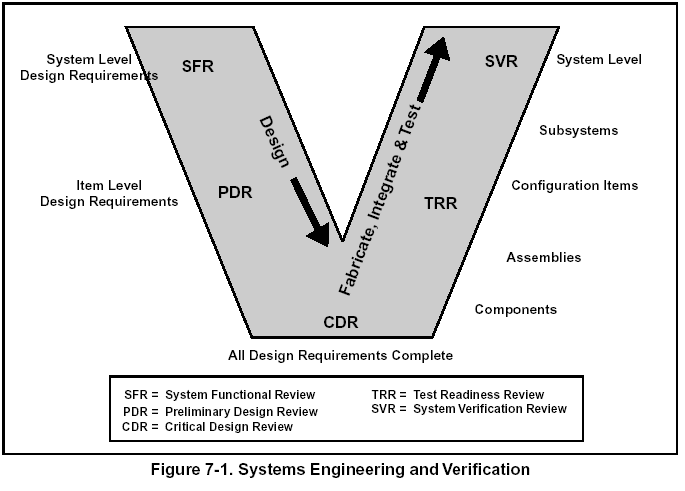 System Level
Design Requirements
SFR
SVR
System Level
Design
Fabricate, Integrate & Test
Subsystems
Item Level
Design Requirements
PDR
TRR
Configuration Items
Assemblies
Components
CDR
All Design Requirements Complete
SFR = System Functional Review
PDR = Preliminary Design Review
CDR = Critical Design Review
TRR = Test Readiness Review
SVR = System Verification Review
Figure 7-1. Systems Engineering and Verification